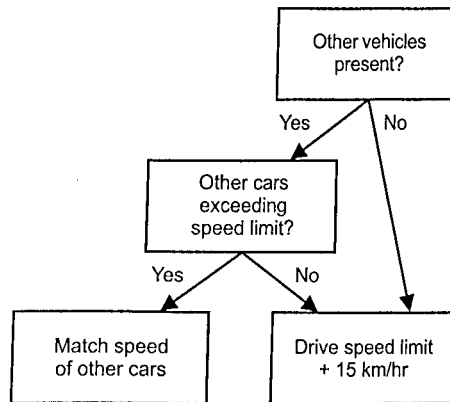 Other vehicles
present?
Yes
No
Other cars
exceeding
speed limit?
Yes
No
Match speed
of other cars
Drive speed limit
+ 15 km/hr